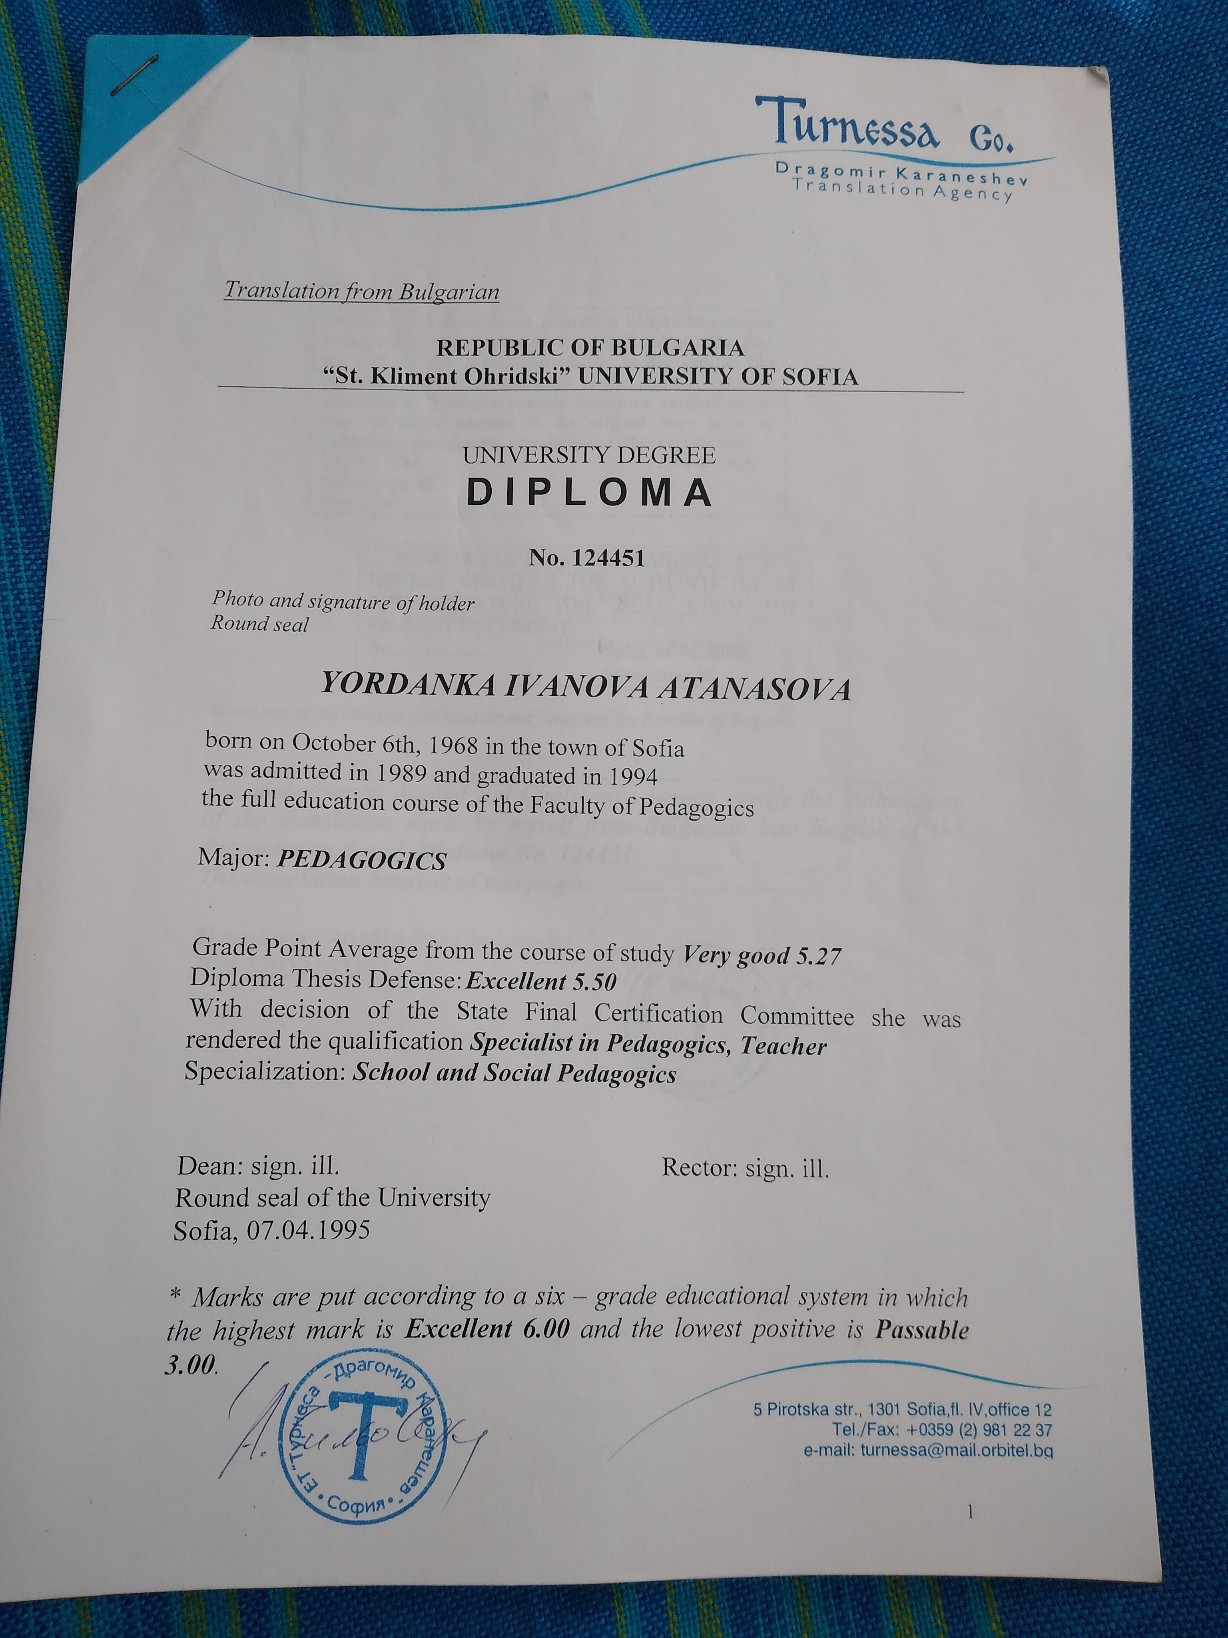 Turnessa Co.
Dragomir Karaneshev
Translation Agency
Translation from Bulgarian
REPUBLIC OF BULGARIA
“St. Kliment Ohridski” UNIVERSITY OF SOFIA
UNIVERSITY DEGREE
DIPLOMA
No. 124451
Photo and signature of holder
Round seal
YORDANKA IVANOVA ATANASOVA
born on October 6th, 1968 in the town of Sofia
was admitted in 1989 and graduated in 1994
the full education course of the Faculty of Pedagogics
Major: PEDAGOGICS
Grade Point Average from the course of study Very good 5.27
Diploma Thesis Defense: Excellent 5.50
With decision of the State Final Certification Committee she was
rendered the qualification Specialist in Pedagogics, Teacher
Specialization: School and Social Pedagogics
Dean: sign. ill. Rector: sign. ill.
Round seal of the University
Sofia, 07.04.1995
* Marks are put according to a six – grade educational system in which
the highest mark is Excellent 6.00 and the lowest positive is Passable
3.00.
ЕТ "Турнеса - Драгомир Каранешев"
• София •
Т
5 Pirotska str., 1301 Sofia,fl. IV,office 12
Tel./Fax: +0359 (2) 981 22 37
e-mail: turnessa@mail.orbitel.bg
1